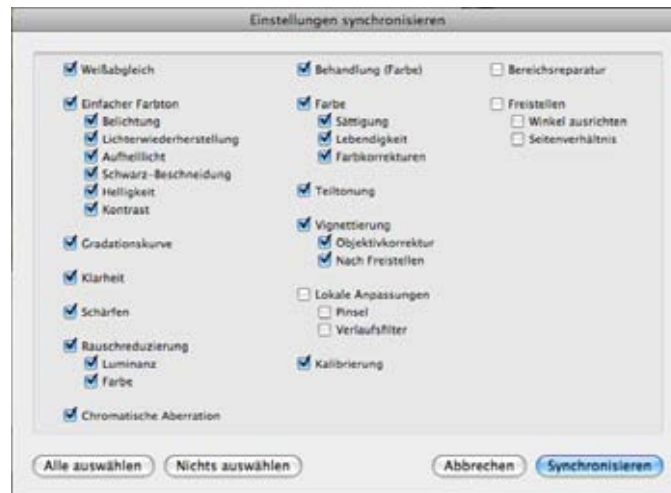 Einstellungen synchronisieren
Weißabgleich
Einfacher Farbton
Belichtung
Lichterwiederherstellung
Aufhelllicht
Schwarz-Beschneidung
Helligkeit
Kontrast
Gradationskurve
Klarheit
Schärfen
Rauschreduzierung
Luminanz
Farbe
Chromatische Aberration
Behandlung (Farbe)
Farbe
Sättigung
Lebendigkeit
Farbkorrekturen
Teiltonung
Vignettierung
Objektivkorrektur
Nach Freistellen
Lokale Anpassungen
Pinsel
Verlaufsfilter
Kalibrierung
Bereichsreparatur
Freistellen
Winkel ausrichten
Seitenverhältnis
Alle auswählen
Nichts auswählen
Abbrechen
Synchronisieren